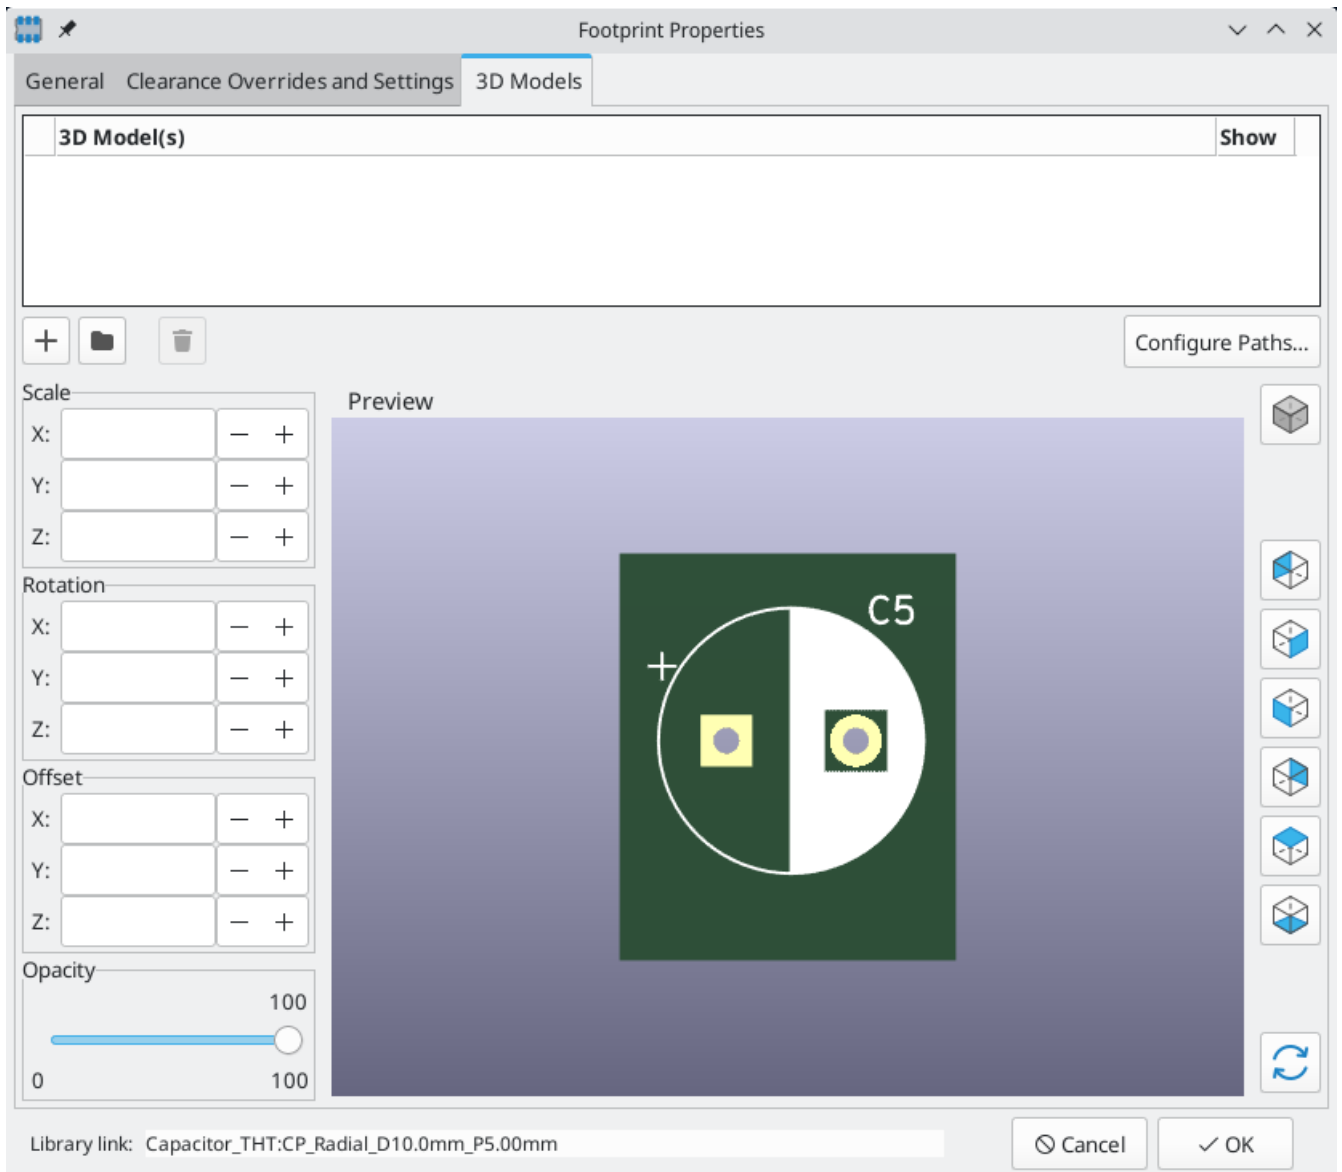 Footprint Properties
General Clearance Overrides and Settings 3D Models
3D Model(s) Show
Configure Paths...
Scale
X:
Y:
Z:
Rotation
X:
Y:
Z:
Offset
X:
Y:
Z:
Opacity
100
0 100
Preview
C5
+
Library link: Capacitor_THT:CP_Radial_D10.0mm_P5.00mm
Cancel OK